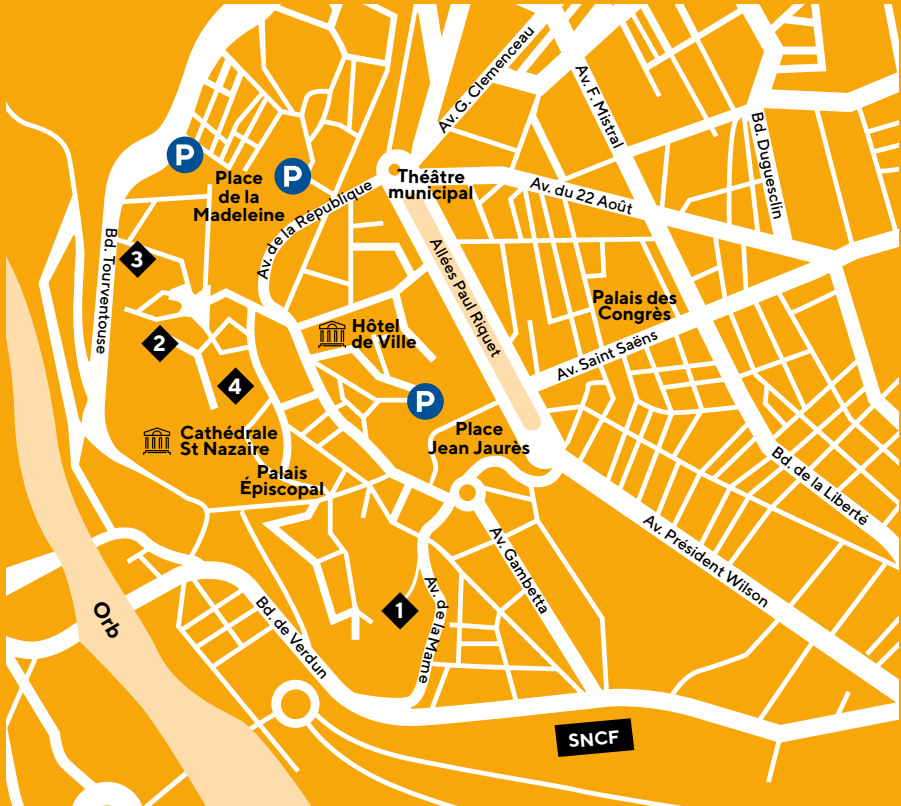 Av. G. Clemenceau
Av. F. Mistral
Bd. Duguesclin
P
P
Place
de la
Madeleine
Théâtre
municipal
Av. du 22 Août
Av. de la République
Bd. Tourventouse
3
Allées Paul Riquet
Palais des
Congrès
2
Hôtel
de Ville
Av. Saint Saëns
4
P
Cathédrale
St Nazaire
Place
Jean Jaurès
Palais
Épiscopal
Bd. de la Liberté
Av. Président Wilson
Av. Gambetta
Orb
1
Av. de la Marne
Bd. de Verdun
SNCF